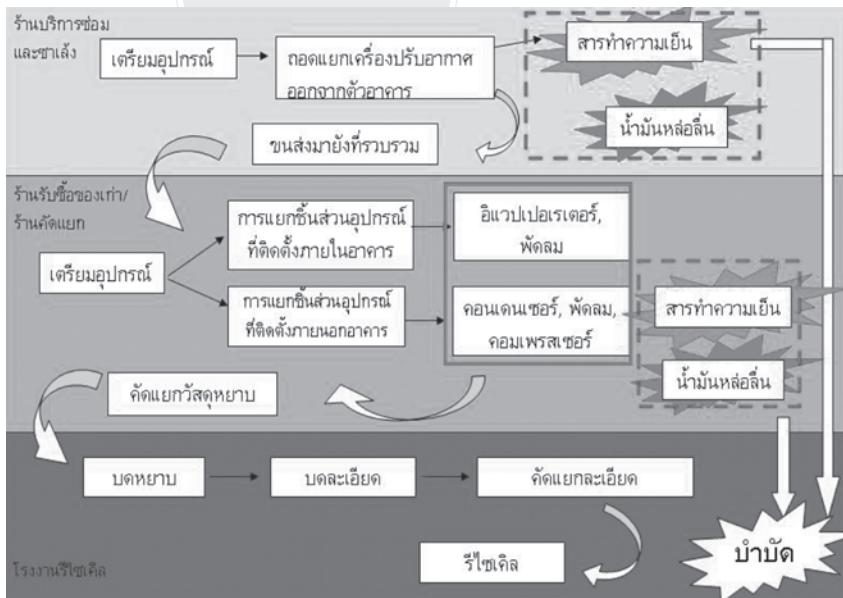 ร้านบริการซ่อม
และซาเล้ง
เตรียมอุปกรณ์
ถอดแยกเครื่องปรับอากาศ
ออกจากตัวอาคาร
สารทำความเย็น
น้ำมันหล่อลื่น
ขนส่งมายังที่รวบรวม
ร้านรับซื้อของเก่า/
ร้านคัดแยก
เตรียมอุปกรณ์
การแยกชิ้นส่วนอุปกรณ์
ที่ติดตั้งภายในอาคาร
อิแวปเปอเรเตอร์,
พัดลม
การแยกชิ้นส่วนอุปกรณ์
ที่ติดตั้งภายนอกอาคาร
คอนเดนเซอร์, พัดลม,
คอมเพรสเซอร์
สารทำความเย็น
น้ำมันหล่อลื่น
คัดแยกวัสดุหยาบ
บดหยาบ
บดละเอียด
คัดแยกละเอียด
รีไซเคิล
บำบัด
โรงงานรีไซเคิล